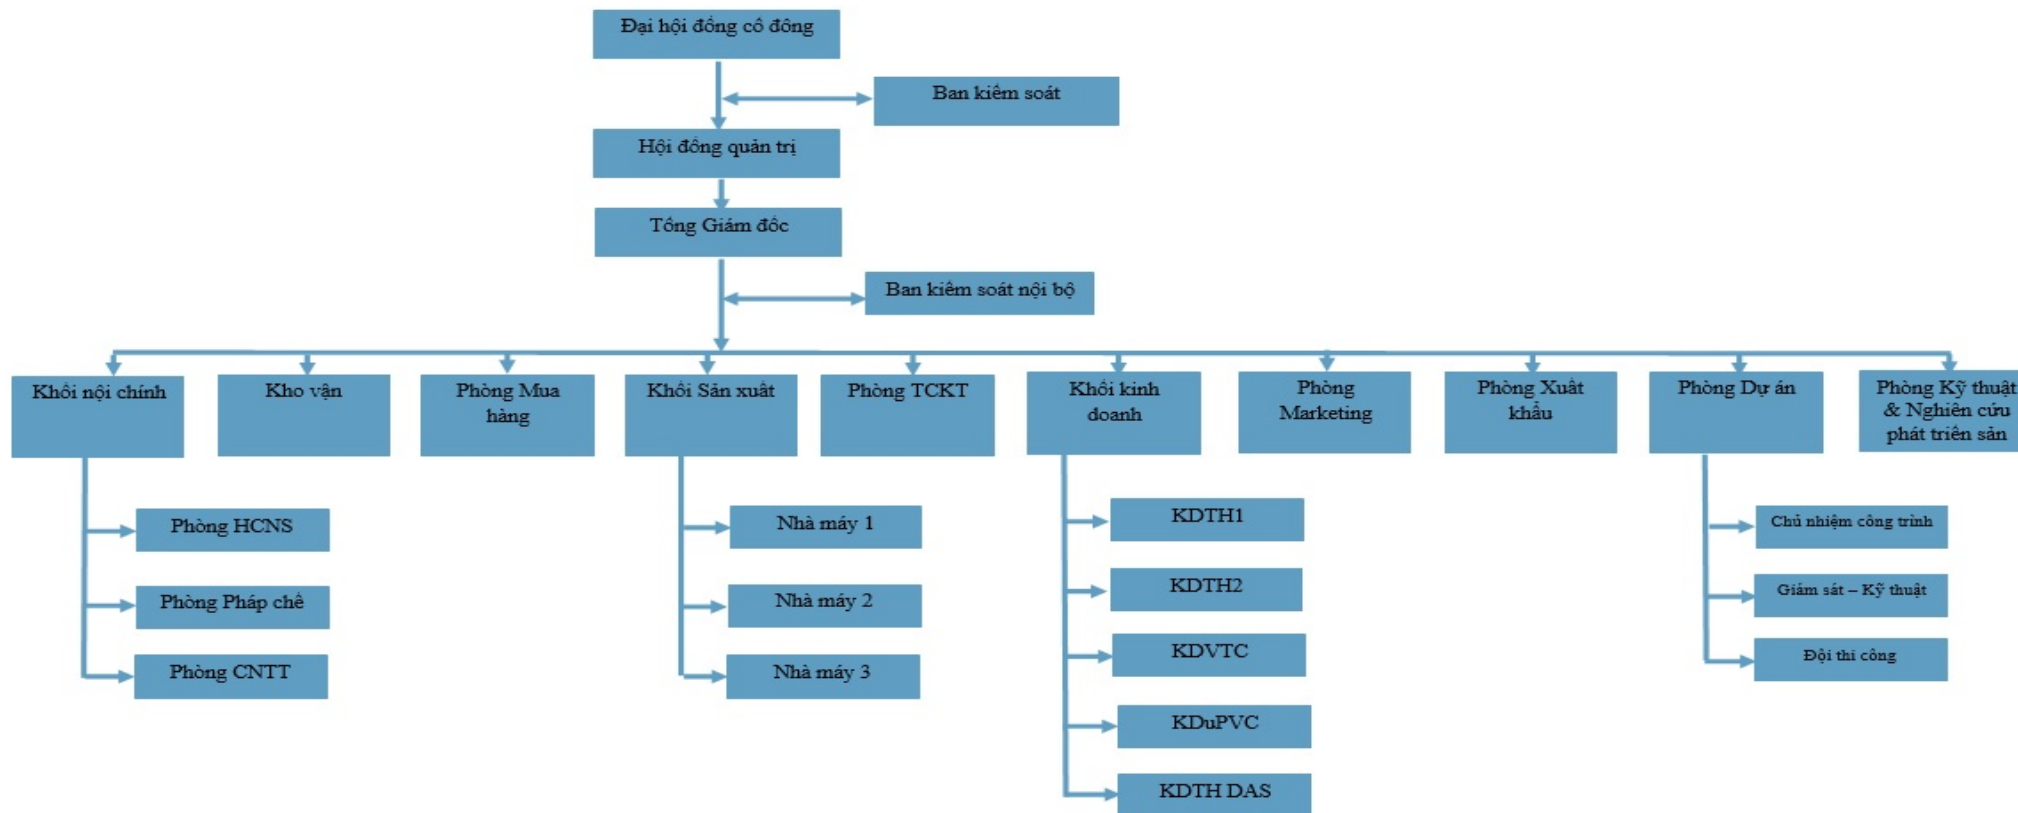 Đại hội đồng cổ đông
Ban kiểm soát
Hội đồng quản trị
Tổng Giám đốc
Ban kiểm soát nội bộ
Khối nội chính
Kho vận
Phòng Mua
hàng
Khối Sản xuất
Phòng TCKT
Khối kinh
doanh
Phòng
Marketing
Phòng Xuất
khẩu
Phòng Dự án
Phòng Kỹ thuật
& Nghiên cứu
phát triển sản
Phòng HCNS
Phòng Pháp chế
Phòng CNTT
Nhà máy 1
Nhà máy 2
Nhà máy 3
KDTH1
KDTH2
KDVTC
KDuPVC
KDTH DAS
Chủ nhiệm công trình
Giám sát – Kỹ thuật
Đội thi công